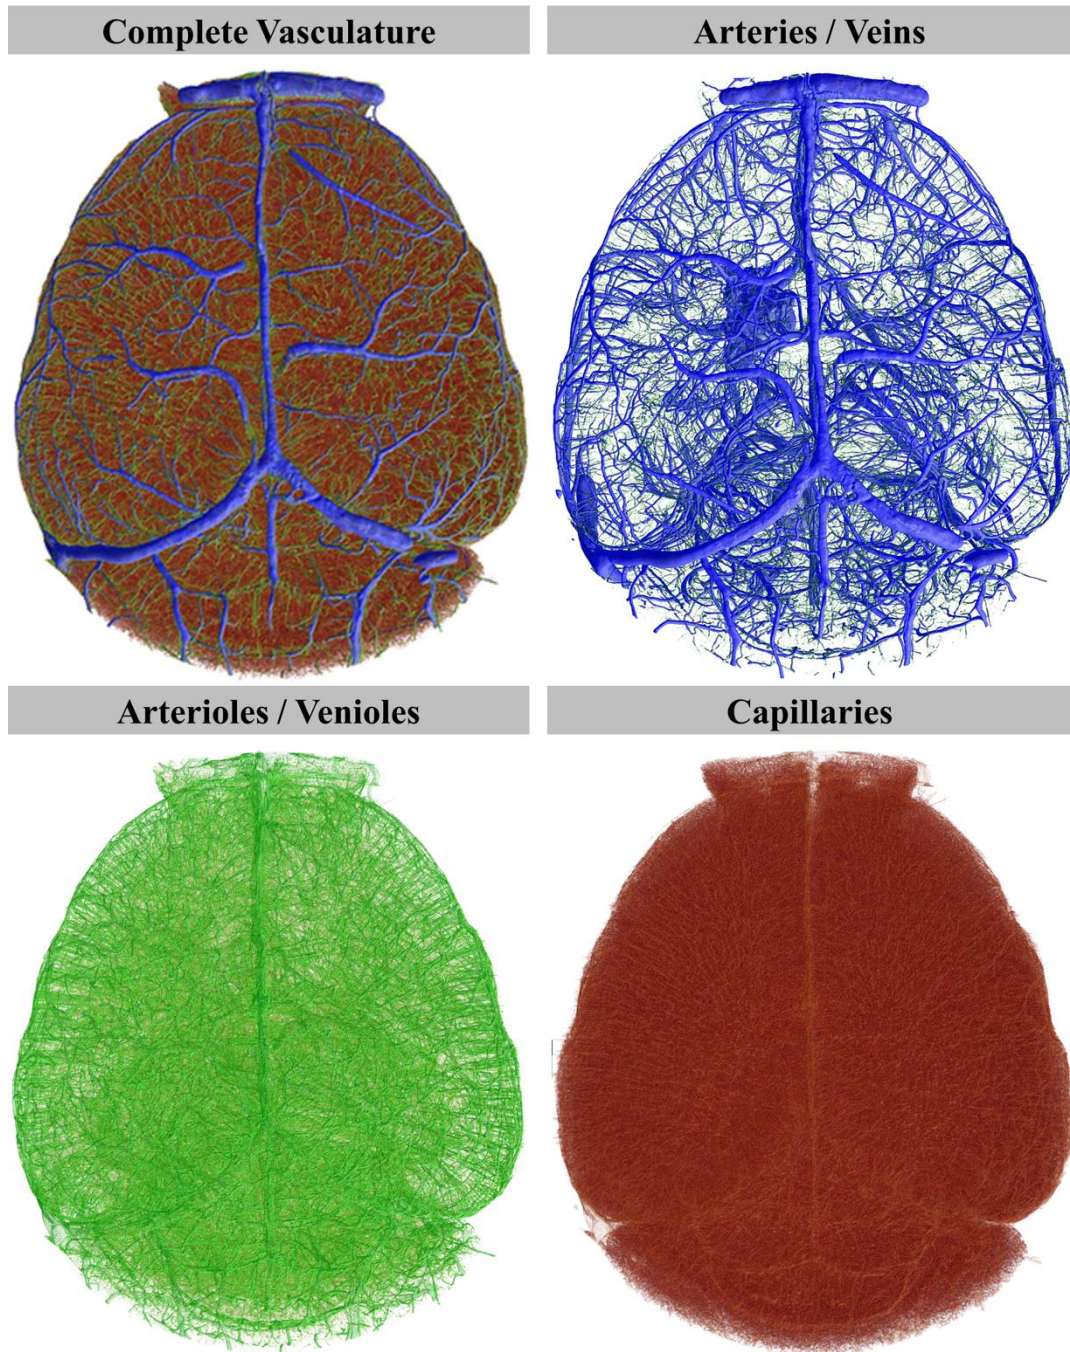 Complete Vasculature
Arteries / Veins
Arterioles / Venioles
Capillaries